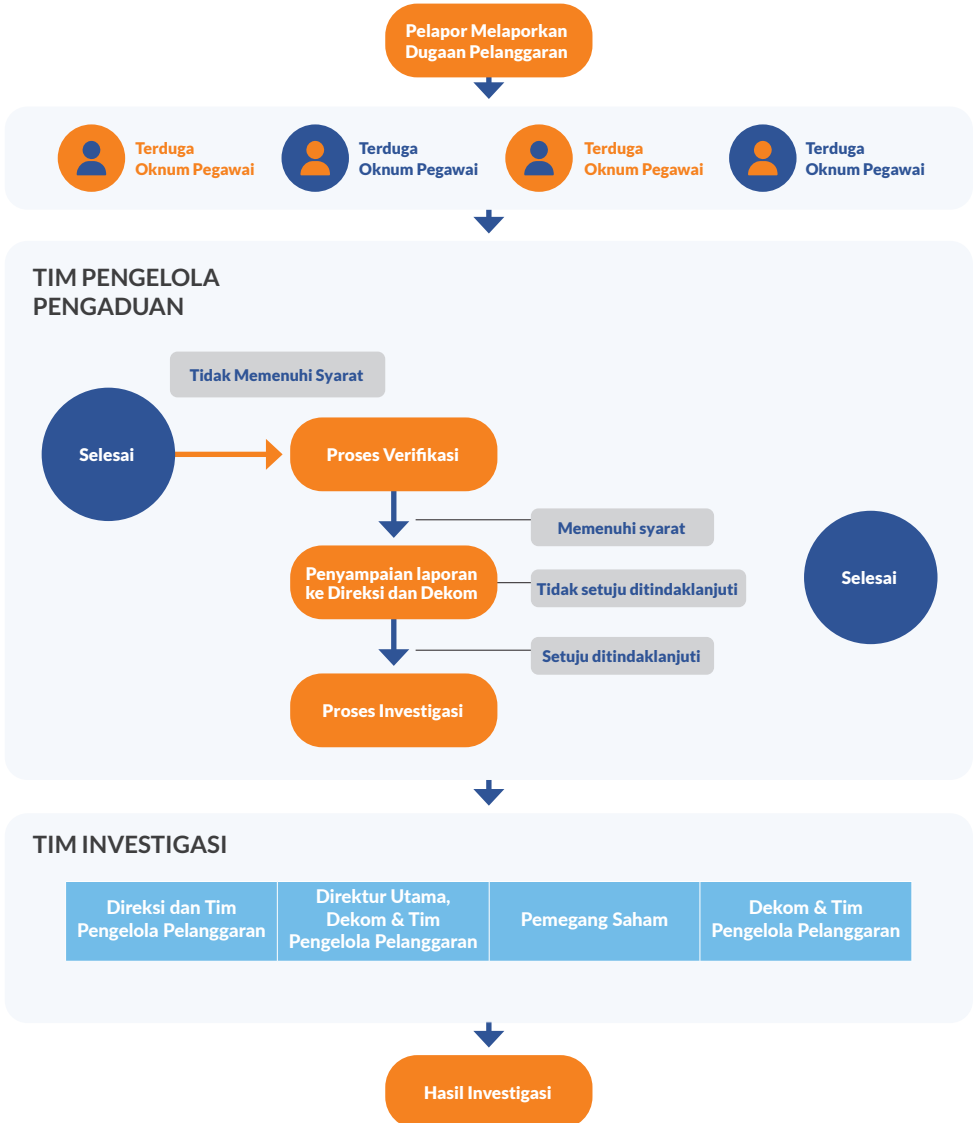 Pelapor Melaporkan
Dugaan Pelanggaran
Terduga
Oknum Pegawai
Terduga
Oknum Pegawai
Terduga
Oknum Pegawai
Terduga
Oknum Pegawai
TIM PENGELOLA
PENGADUAN
Tidak Memenuhi Syarat
Selesai
Proses Verifikasi
Memenuhi syarat
Penyampaian laporan
ke Direksi dan Dekom
Tidak setuju ditindaklanjuti
Selesai
Setuju ditindaklanjuti
Proses Investigasi
TIM INVESTIGASI
Direksi dan Tim
Pengelola Pelanggaran
Direktur Utama,
Dekom & Tim
Pengelola Pelanggaran
Pemegang Saham
Dekom & Tim
Pengelola Pelanggaran
Hasil Investigasi